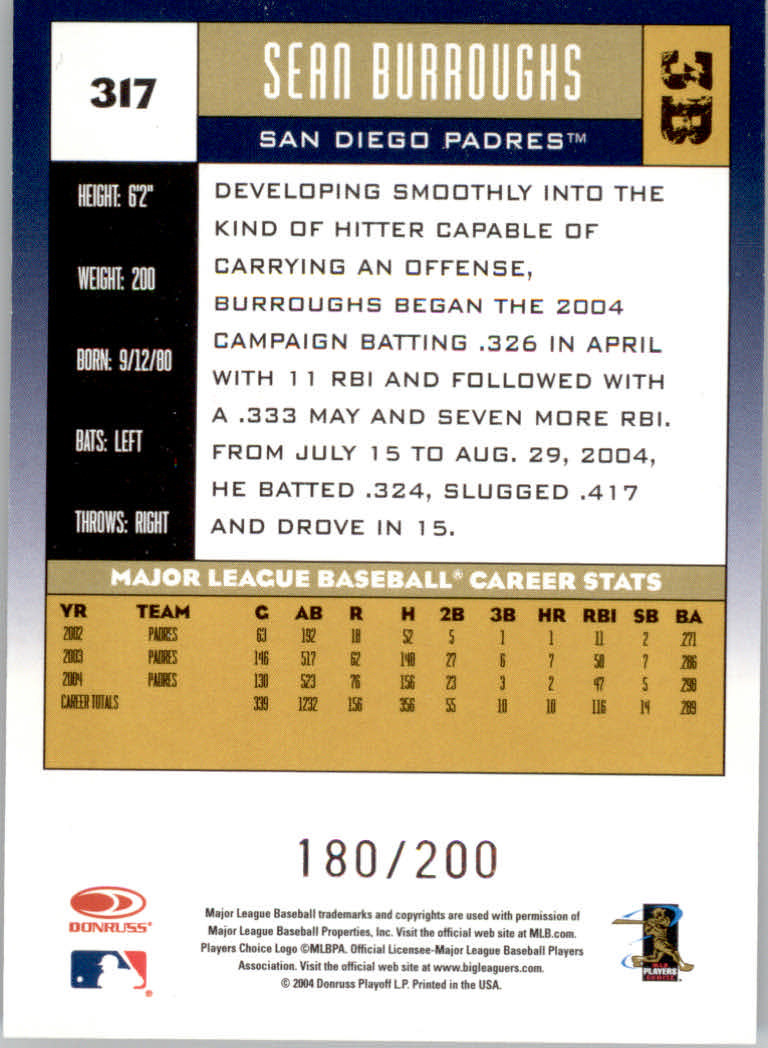 317
SEAN BURROUGHS
3B
SAN DIEGO PADRES™
HEIGHT: 6'2"
WEIGHT: 200
BORN: 9/12/80
BATS: LEFT
THROWS: RIGHT
DEVELOPING SMOOTHLY INTO THE
KIND OF HITTER CAPABLE OF
CARRYING AN OFFENSE,
BURROUGHS BEGAN THE 2004
CAMPAIGN BATTING .326 IN APRIL
WITH 11 RBI AND FOLLOWED WITH
A .333 MAY AND SEVEN MORE RBI.
FROM JULY 15 TO AUG. 29, 2004,
HE BATTED .324, SLUGGED .417
AND DROVE IN 15.
MAJOR LEAGUE BASEBALL® CAREER STATS
YR TEAM G AB R H 2B 3B HR RBI SB BA
2002 PADRES 63 192 18 52 5 1 1 11 2 271
2003 PADRES 146 517 62 148 27 6 7 58 7 286
2004 PADRES 130 523 76 156 23 3 2 47 5 298
CAREER TOTALS 339 1232 156 356 55 10 10 116 14 289
180/200
DONRUSS®
Major League Baseball trademarks and copyrights are used with permission of
Major League Baseball Properties, Inc. Visit the official web site at MLB.com.
Players Choice Logo ©MLBPA. Official Licensee-Major League Baseball Players
Association. Visit the official web site at www.bigleaguers.com.
© 2004 Donruss Playoff L.P. Printed in the USA.
MLB
PLAYERS
CHOICE